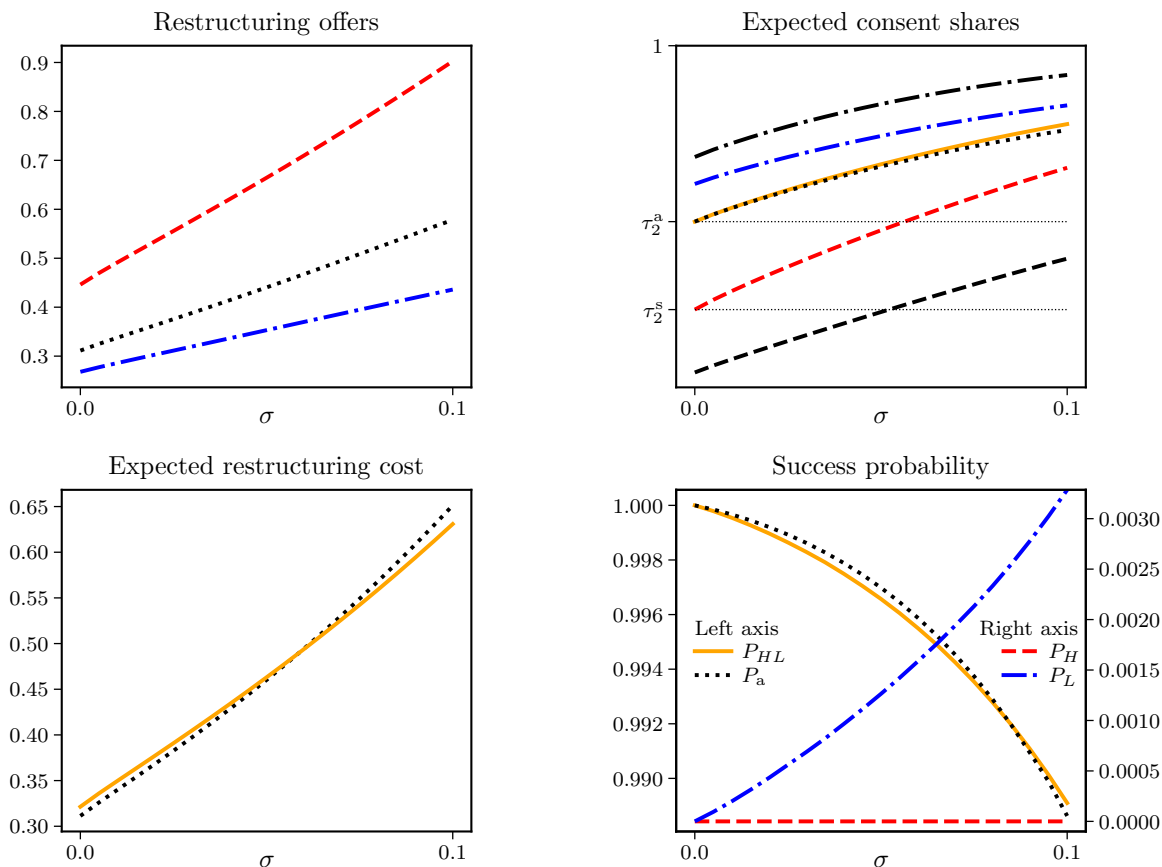 Restructuring offers
0.9
0.8
0.7
0.6
0.5
0.4
0.3
0.0
0.1
σ
Expected consent shares
1
τ₂ᵃ
τ₂ˢ
0.0
0.1
σ
Expected restructuring cost
0.65
0.60
0.55
0.50
0.45
0.40
0.35
0.30
0.0
0.1
σ
Success probability
1.000
0.998
0.996
0.994
0.992
0.990
Left axis
P_{HL}
P_a
Right axis
P_H
P_L
0.0030
0.0025
0.0020
0.0015
0.0010
0.0005
0.0000
0.0
0.1
σ